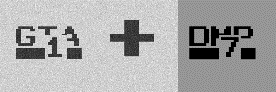 GTA 1 + DMP 7